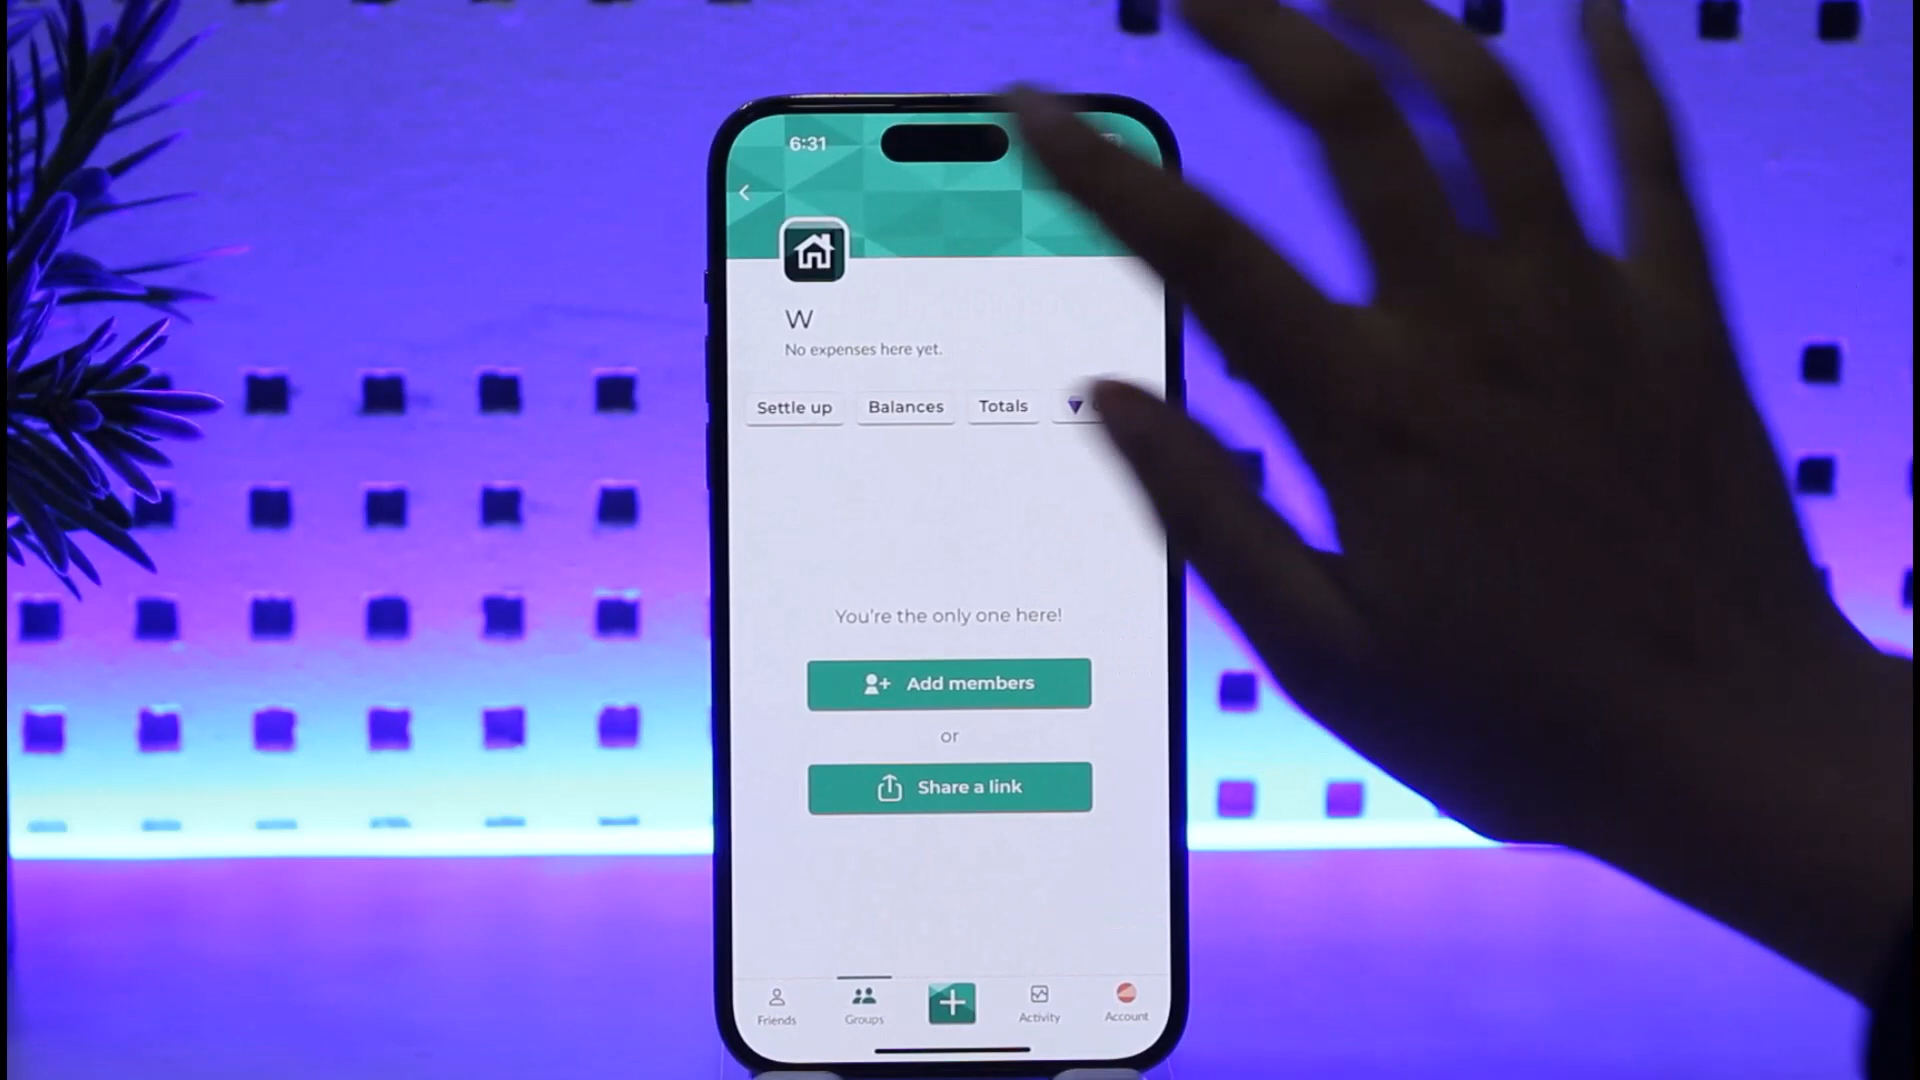 6:31
W
No expenses here yet.
Settle up Balances Totals
You're the only one here!
Add members
or
Share a link
Friends Groups Activity Account